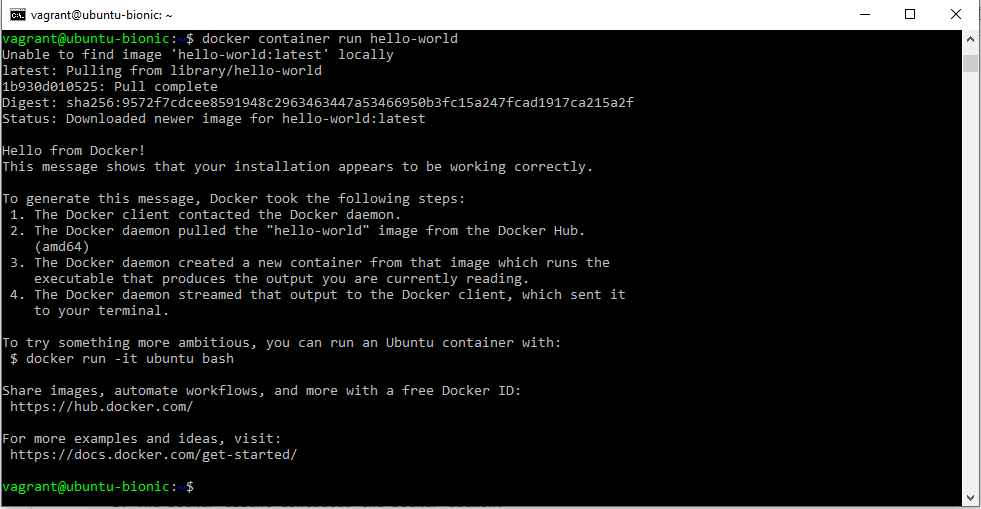 vagrant@ubuntu-bionic: ~
vagrant@ubuntu-bionic:~$ docker container run hello-world
Unable to find image 'hello-world:latest' locally
latest: Pulling from library/hello-world
1b930d010525: Pull complete
Digest: sha256:9572f7cdcee8591948c2963463447a53466950b3fc15a247fcad1917ca215a2f
Status: Downloaded newer image for hello-world:latest

Hello from Docker!
This message shows that your installation appears to be working correctly.

To generate this message, Docker took the following steps:
 1. The Docker client contacted the Docker daemon.
 2. The Docker daemon pulled the "hello-world" image from the Docker Hub.
    (amd64)
 3. The Docker daemon created a new container from that image which runs the
    executable that produces the output you are currently reading.
 4. The Docker daemon streamed that output to the Docker client, which sent it
    to your terminal.

To try something more ambitious, you can run an Ubuntu container with:
 $ docker run -it ubuntu bash

Share images, automate workflows, and more with a free Docker ID:
 https://hub.docker.com/

For more examples and ideas, visit:
 https://docs.docker.com/get-started/

vagrant@ubuntu-bionic:~$